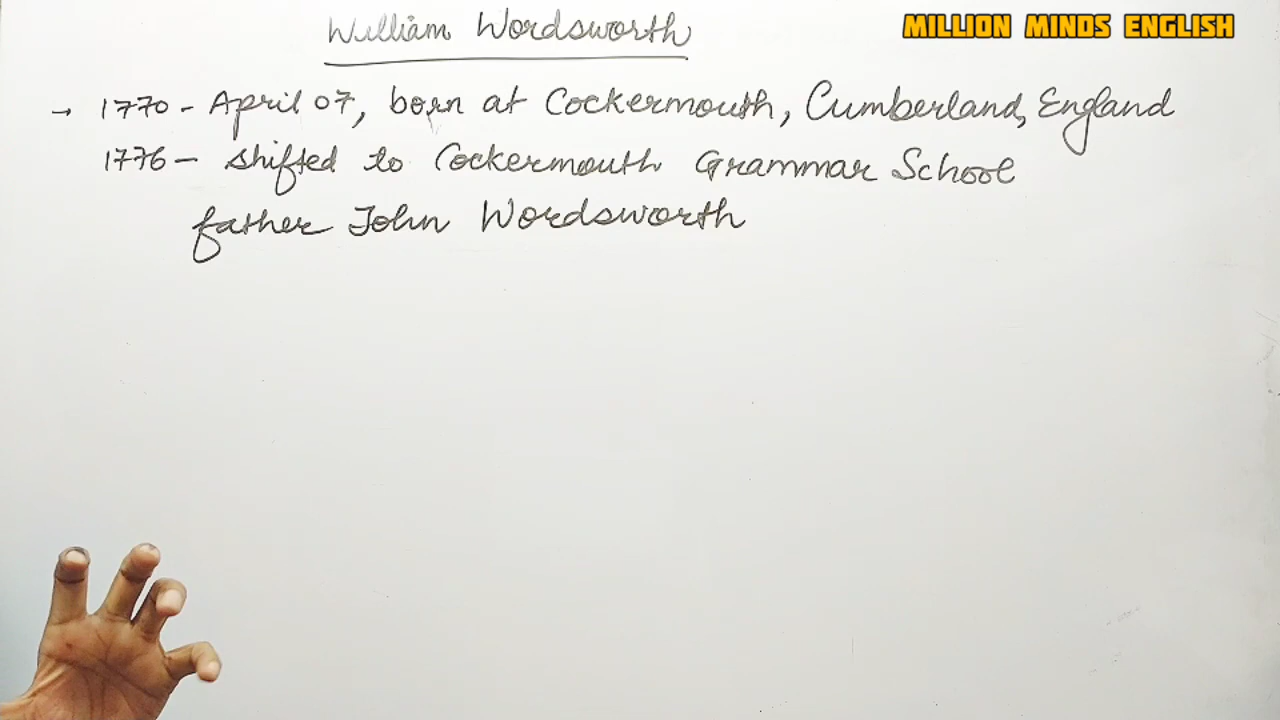 William Wordsworth
MILLION MINDS ENGLISH
→ 1770 - April 07, born at Cockermouth, Cumberland, England
1776 - shifted to Cockermouth Grammar School
father John Wordsworth